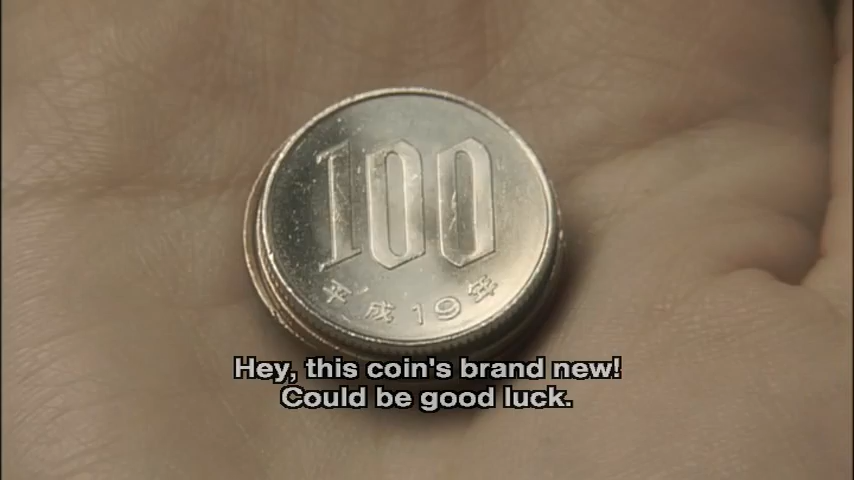 100
平成19年
Hey, this coin's brand new!
Could be good luck.